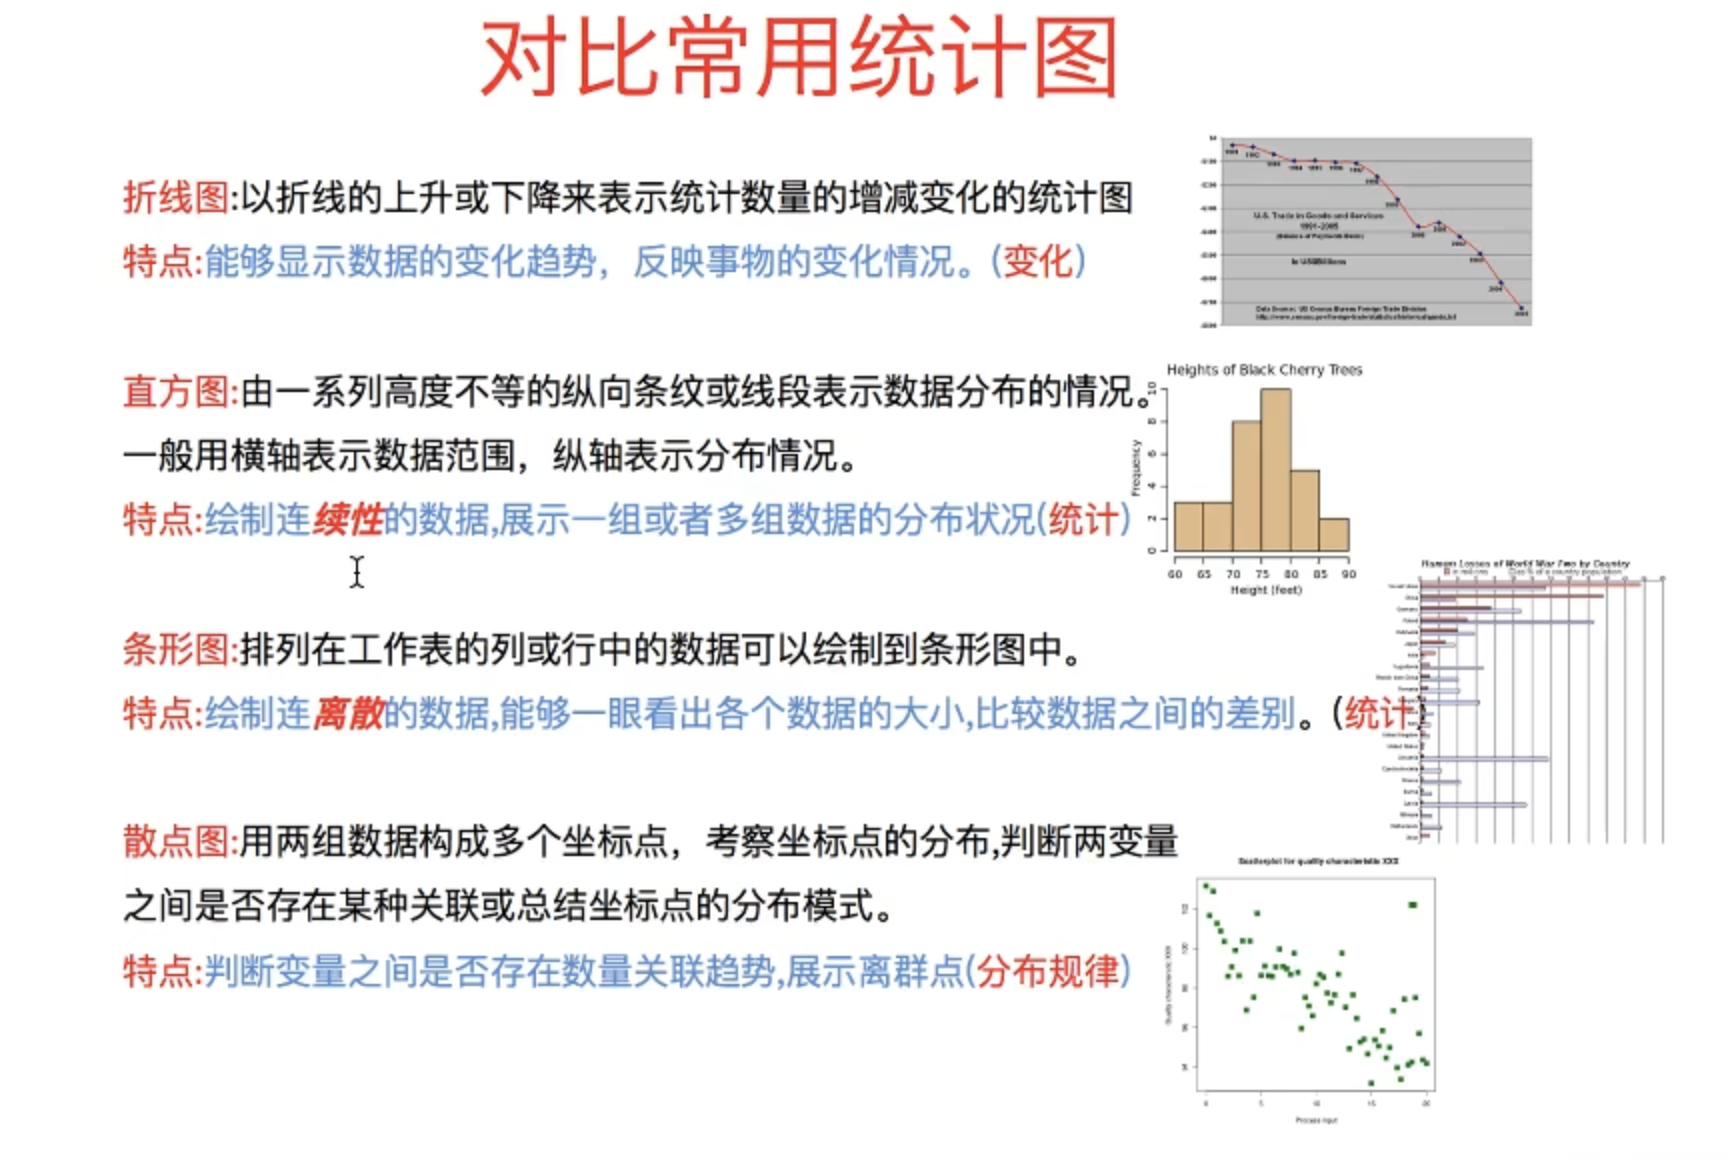 对比常用统计图
折线图:以折线的上升或下降来表示统计数量的增减变化的统计图
特点:能够显示数据的变化趋势，反映事物的变化情况。(变化)
U.S. Trade in Goods and Services
1991-2005
(Balance of Payments Basis)
Data Source: US Census Bureau Foreign Trade Division
直方图:由一系列高度不等的纵向条纹或线段表示数据分布的情况。
一般用横轴表示数据范围，纵轴表示分布情况。
特点:绘制连续性的数据,展示一组或者多组数据的分布状况(统计)
Heights of Black Cherry Trees
Frequency
0 2 4 6 8 10
60 65 70 75 80 85 90
Height (feet)
条形图:排列在工作表的列或行中的数据可以绘制到条形图中。
特点:绘制连离散的数据,能够一眼看出各个数据的大小,比较数据之间的差别。(统计)
Human Losses of World War Two by Country
散点图:用两组数据构成多个坐标点，考察坐标点的分布,判断两变量
之间是否存在某种关联或总结坐标点的分布模式。
特点:判断变量之间是否存在数量关联趋势,展示离群点(分布规律)
Scatterplot for quality characteristic XXX
Quality characteristic XXX
0 5 10 15 20
Process input